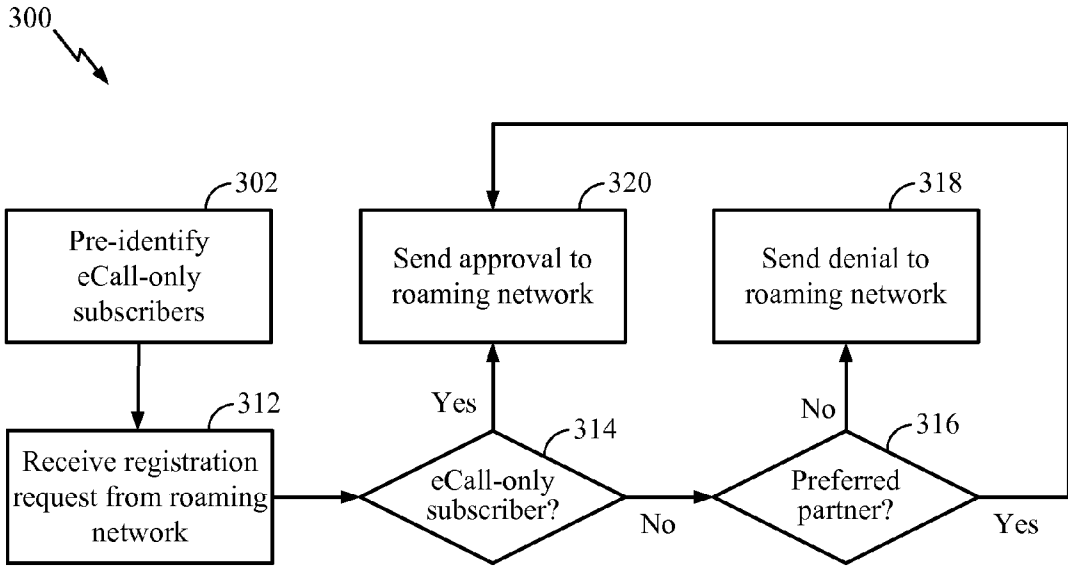 300
302
Pre-identify
eCall-only
subscribers
320
Send approval to
roaming network
318
Send denial to
roaming network
312
Receive registration
request from roaming
network
Yes
314
eCall-only
subscriber?
No
No
316
Preferred
partner?
Yes